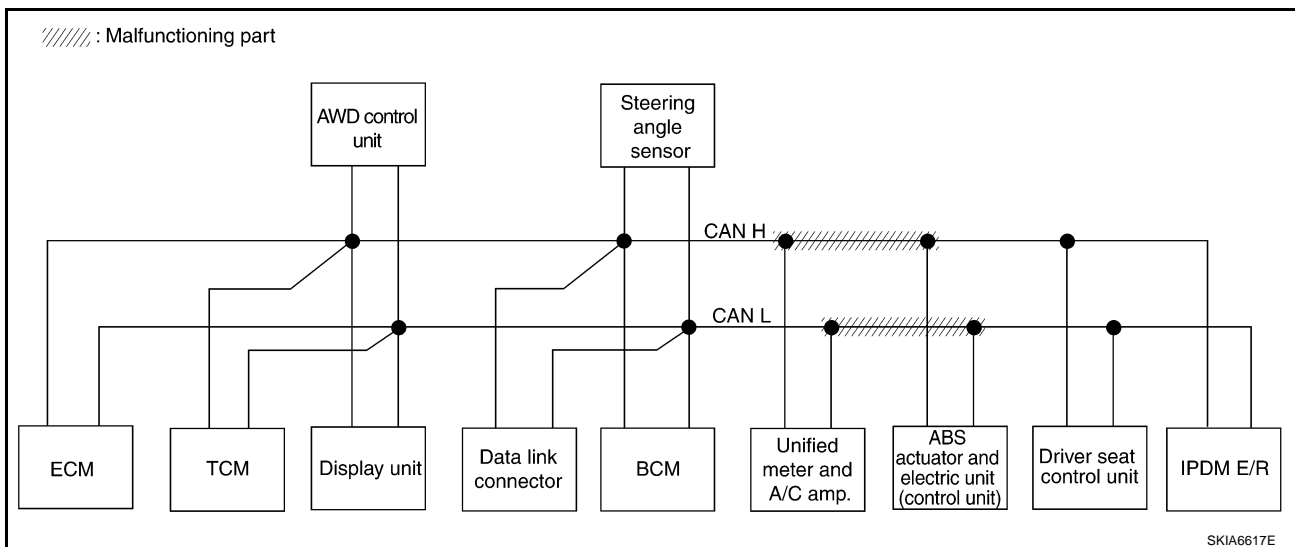 : Malfunctioning part
AWD control
unit
Steering
angle
sensor
CAN H
CAN L
ECM
TCM
Display unit
Data link
connector
BCM
Unified
meter and
A/C amp.
ABS
actuator and
electric unit
(control unit)
Driver seat
control unit
IPDM E/R
SKIA6617E